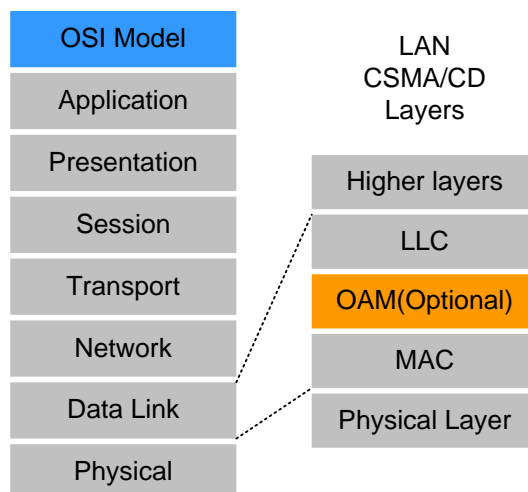 OSI Model
Application
Presentation
Session
Transport
Network
Data Link
Physical
LAN
CSMA/CD
Layers
Higher layers
LLC
OAM(Optional)
MAC
Physical Layer